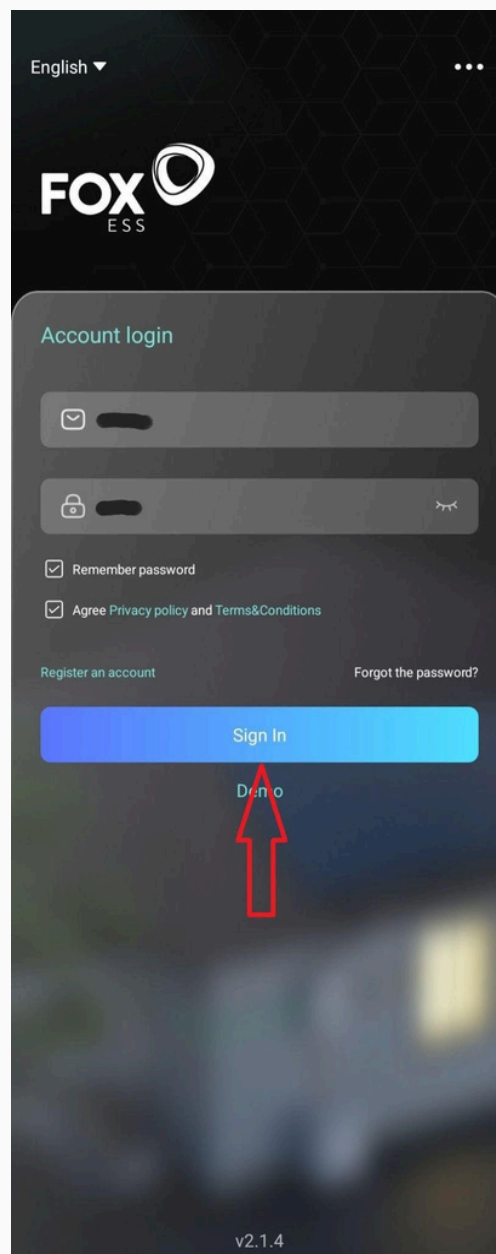 English
FOX
ESS
Account login
Remember password
Agree Privacy policy and Terms&Conditions
Register an account
Forgot the password?
Sign In
Demo
v2.1.4